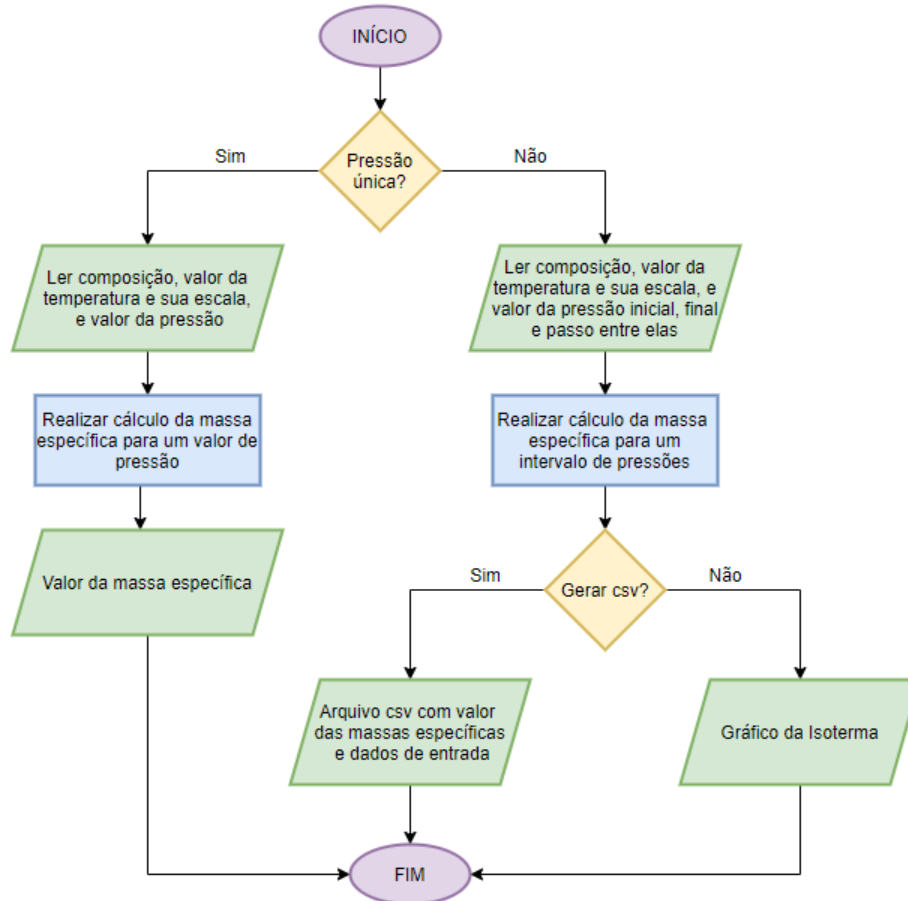 INÍCIO
Pressão
única?
Sim
Não
Ler composição, valor da
temperatura e sua escala,
e valor da pressão
Ler composição, valor da
temperatura e sua escala, e
valor da pressão inicial, final
e passo entre elas
Realizar cálculo da massa
específica para um valor de
pressão
Realizar cálculo da massa
específica para um
intervalo de pressões
Valor da massa específica
Gerar csv?
Sim
Não
Arquivo csv com valor
das massas específicas
e dados de entrada
Gráfico da Isoterma
FIM